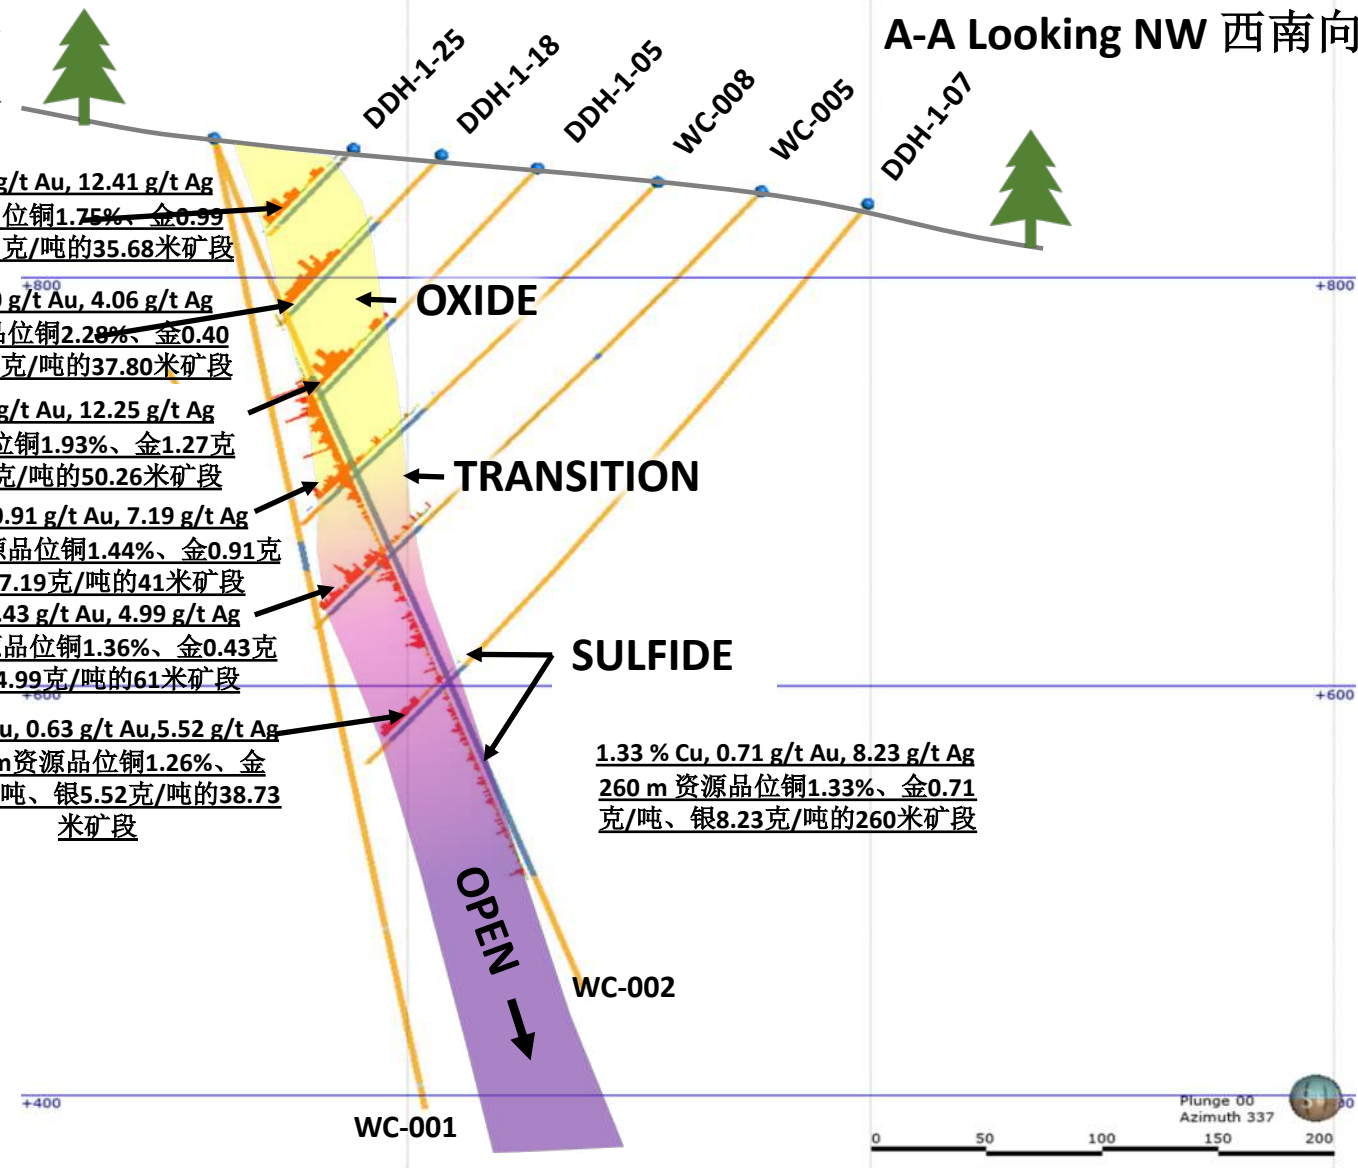 A-A Looking NW 西南向
DDH-1-25
DDH-1-18
DDH-1-05
WC-008
WC-005
DDH-1-07
g/t Au, 12.41 g/t Ag
位铜1.75%、金0.99
克/吨的35.68米矿段
+800
+800
g/t Au, 4.06 g/t Ag
品位铜2.28%、金0.40
克/吨的37.80米矿段
OXIDE
g/t Au, 12.25 g/t Ag
位铜1.93%、金1.27克
克/吨的50.26米矿段
TRANSITION
0.91 g/t Au, 7.19 g/t Ag
源品位铜1.44%、金0.91克
7.19克/吨的41米矿段
.43 g/t Au, 4.99 g/t Ag
品位铜1.36%、金0.43克
4.99克/吨的61米矿段
SULFIDE
+600
+600
u, 0.63 g/t Au,5.52 g/t Ag
m资源品位铜1.26%、金
吨、银5.52克/吨的38.73
米矿段
1.33 % Cu, 0.71 g/t Au, 8.23 g/t Ag
260 m 资源品位铜1.33%、金0.71
克/吨、银8.23克/吨的260米矿段
OPEN
WC-002
+400
WC-001
Plunge 00
Azimuth 337
0 50 100 150 200